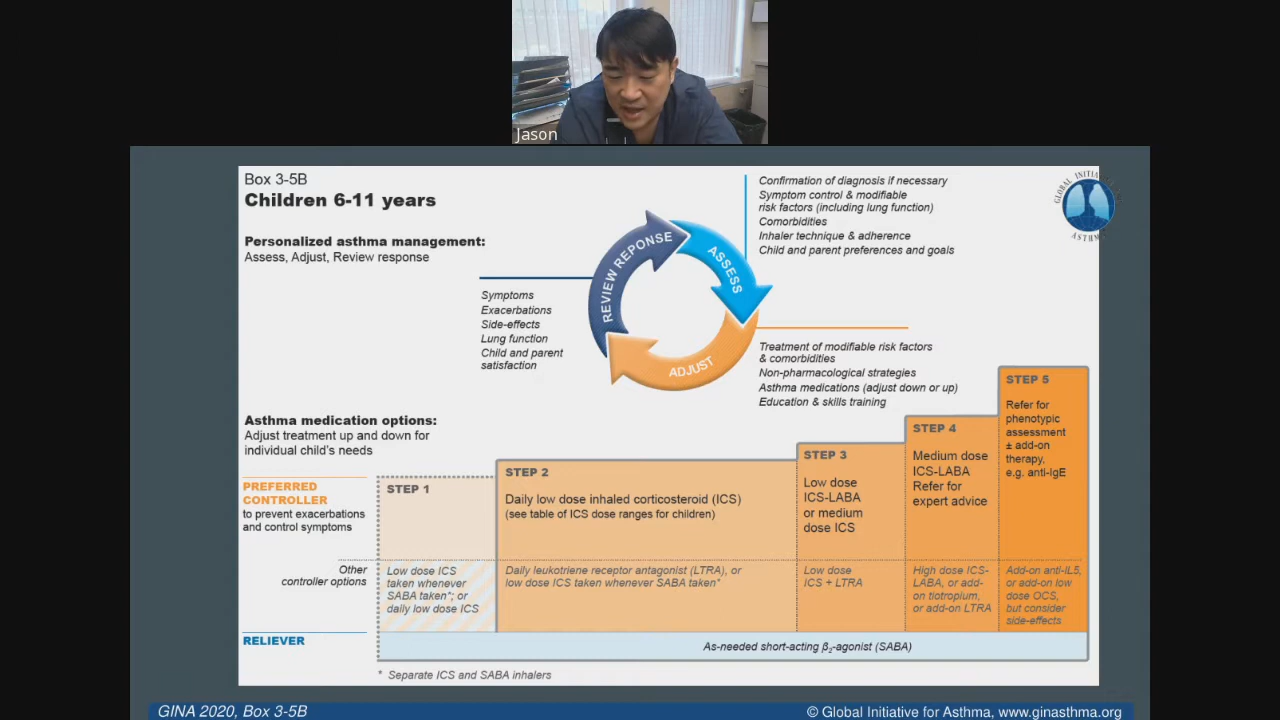 Jason
Box 3-5B
Children 6-11 years
Personalized asthma management:
Assess, Adjust, Review response
Symptoms
Exacerbations
Side-effects
Lung function
Child and parent
satisfaction
REVIEW REPONSE
ASSESS
ADJUST
Confirmation of diagnosis if necessary
Symptom control & modifiable
risk factors (including lung function)
Comorbidities
Inhaler technique & adherence
Child and parent preferences and goals
GLOBAL INITIATIVE
ASTHMA
Treatment of modifiable risk factors
& comorbidities
Non-pharmacological strategies
Asthma medications (adjust down or up)
Education & skills training
Asthma medication options:
Adjust treatment up and down for
individual child's needs
PREFERRED
CONTROLLER
to prevent exacerbations
and control symptoms
STEP 1
STEP 2
Daily low dose inhaled corticosteroid (ICS)
(see table of ICS dose ranges for children)
STEP 3
Low dose
ICS-LABA
or medium
dose ICS
STEP 4
Medium dose
ICS-LABA
Refer for
expert advice
STEP 5
Refer for
phenotypic
assessment
± add-on
therapy,
e.g. anti-IgE
Other
controller options
Low dose ICS
taken whenever
SABA taken*; or
daily low dose ICS
Daily leukotriene receptor antagonist (LTRA), or
low dose ICS taken whenever SABA taken*
Low dose
ICS + LTRA
High dose ICS-
LABA, or add-
on tiotropium,
or add-on LTRA
Add-on anti-IL5,
or add-on low
dose OCS,
but consider
side-effects
RELIEVER
As-needed short-acting β2-agonist (SABA)
* Separate ICS and SABA inhalers
GINA 2020, Box 3-5B
© Global Initiative for Asthma, www.ginasthma.org